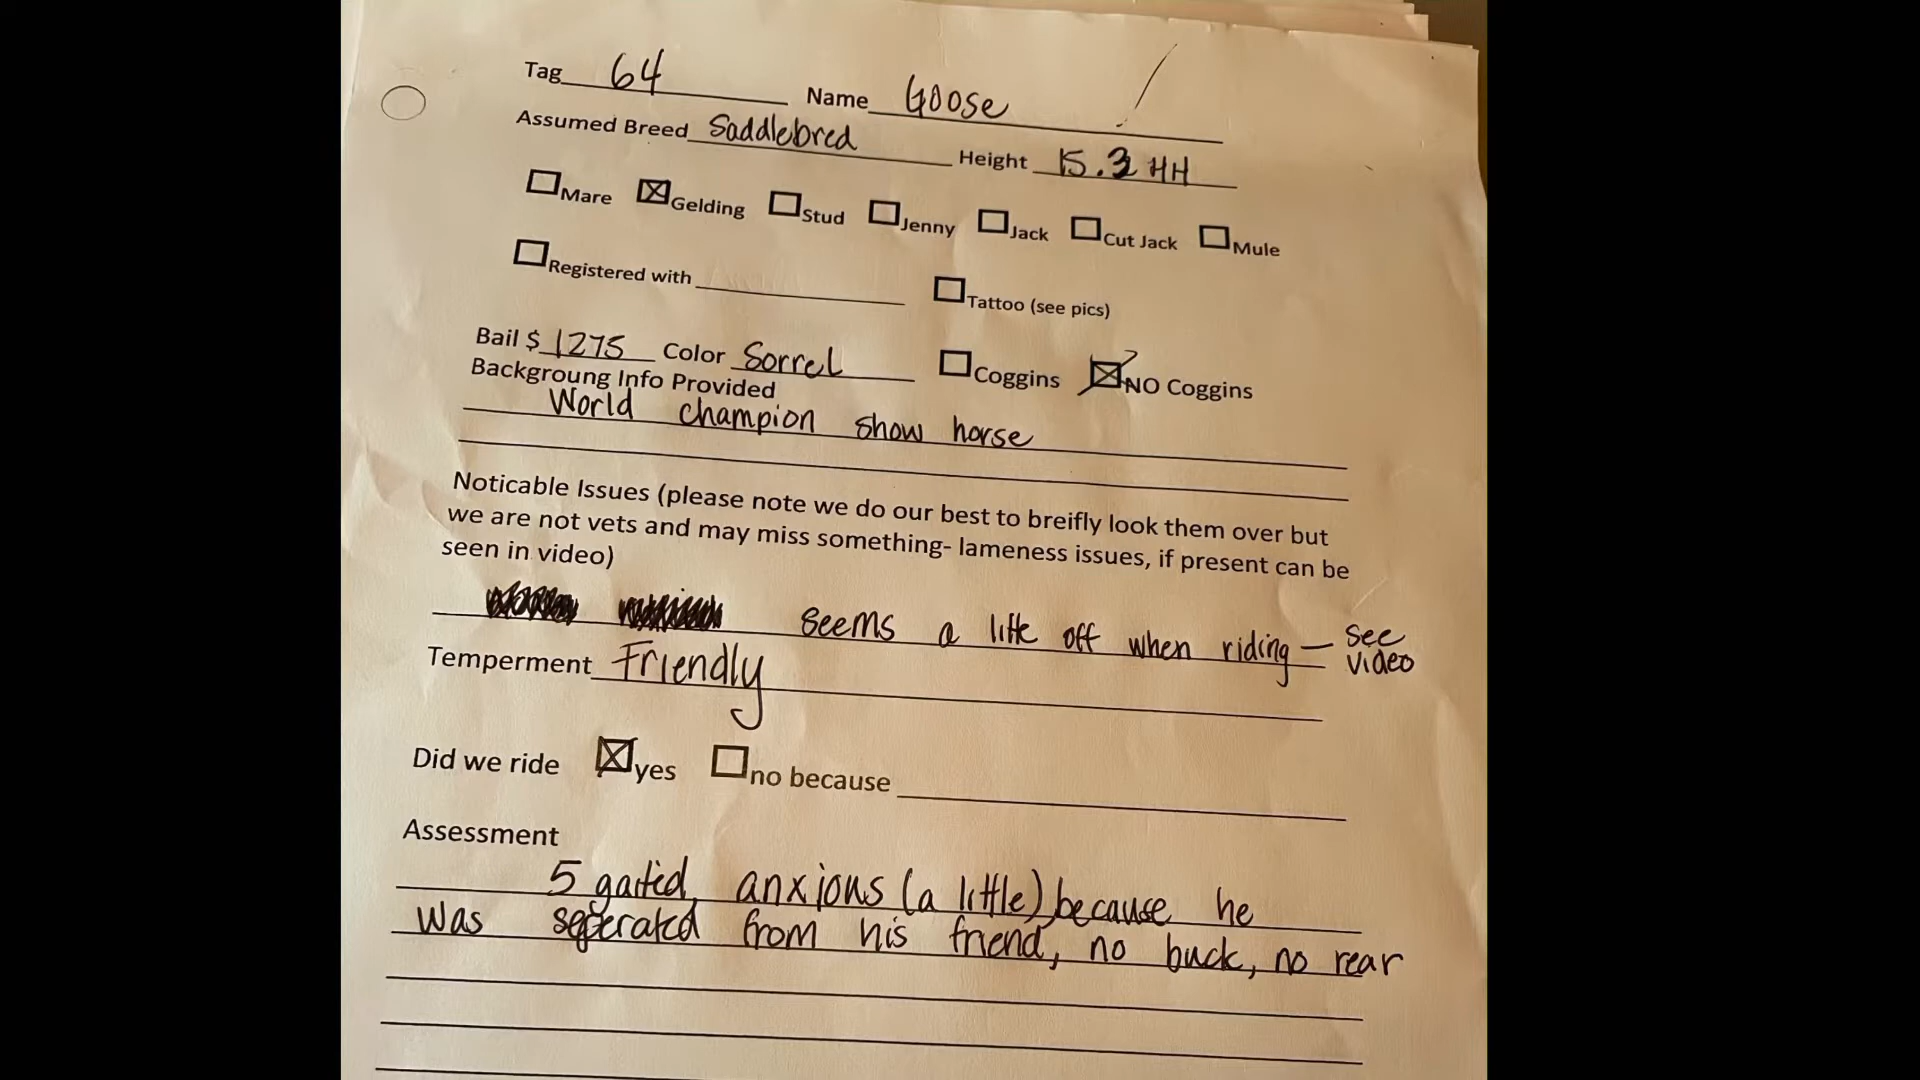 Tag 64 Name Goose
Assumed Breed Saddlebred Height 15.3 HH
Mare Gelding Stud Jenny Jack Cut Jack Mule
Registered with Tattoo (see pics)
Bail $ 1275 Color Sorrel Coggins NO Coggins
Backgroung Info Provided
World champion show horse
Noticable Issues (please note we do our best to breifly look them over but
we are not vets and may miss something- lameness issues, if present can be
seen in video)
seems a little off when riding — see
video
Temperment Friendly
Did we ride yes no because
Assessment
5 gaited, anxious (a little) because he
was seperated from his friend, no buck, no rear